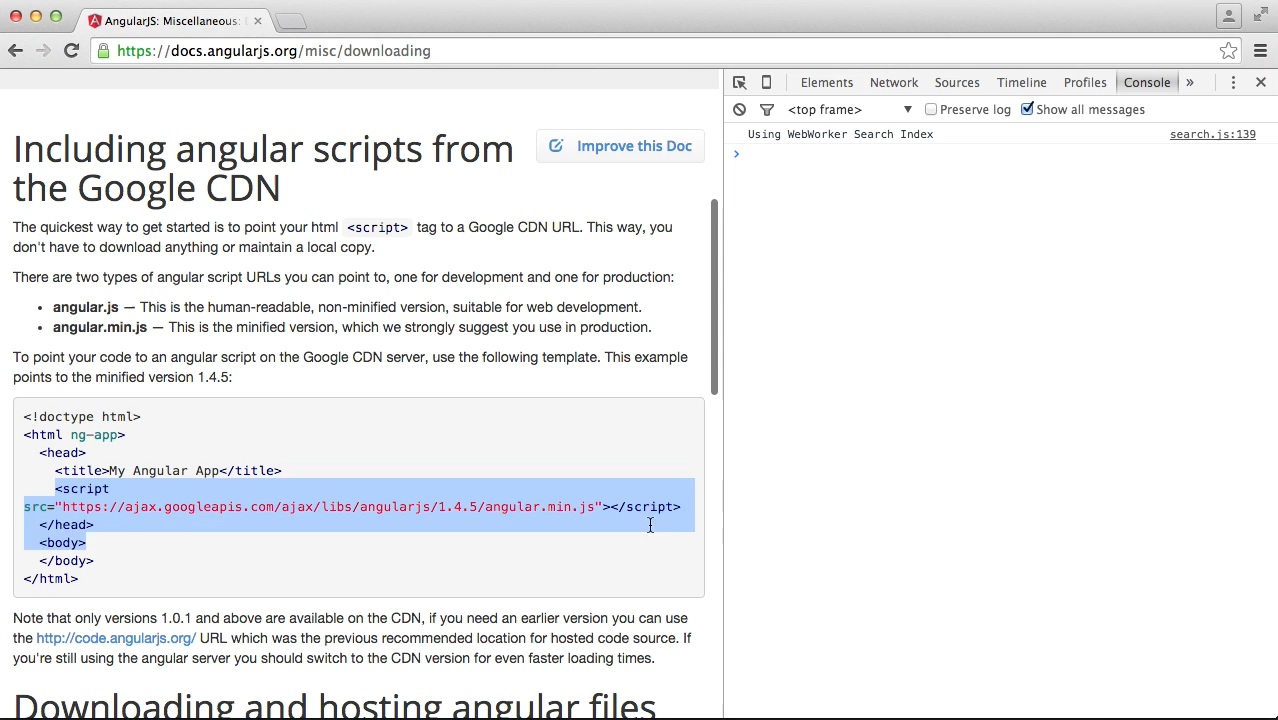 AngularJS: Miscellaneous:
https://docs.angularjs.org/misc/downloading
Including angular scripts from
the Google CDN
Improve this Doc
The quickest way to get started is to point your html <script> tag to a Google CDN URL. This way, you
don't have to download anything or maintain a local copy.
There are two types of angular script URLs you can point to, one for development and one for production:
• angular.js — This is the human-readable, non-minified version, suitable for web development.
• angular.min.js — This is the minified version, which we strongly suggest you use in production.
To point your code to an angular script on the Google CDN server, use the following template. This example
points to the minified version 1.4.5:
<!doctype html>
<html ng-app>
<head>
<title>My Angular App</title>
<script
src="https://ajax.googleapis.com/ajax/libs/angularjs/1.4.5/angular.min.js"></script>
</head>
<body>
</body>
</html>
Note that only versions 1.0.1 and above are available on the CDN, if you need an earlier version you can use
the http://code.angularjs.org/ URL which was the previous recommended location for hosted code source. If
you're still using the angular server you should switch to the CDN version for even faster loading times.
Downloading and hosting angular files
Elements Network Sources Timeline Profiles Console »
<top frame> Preserve log Show all messages
Using WebWorker Search Index search.js:139